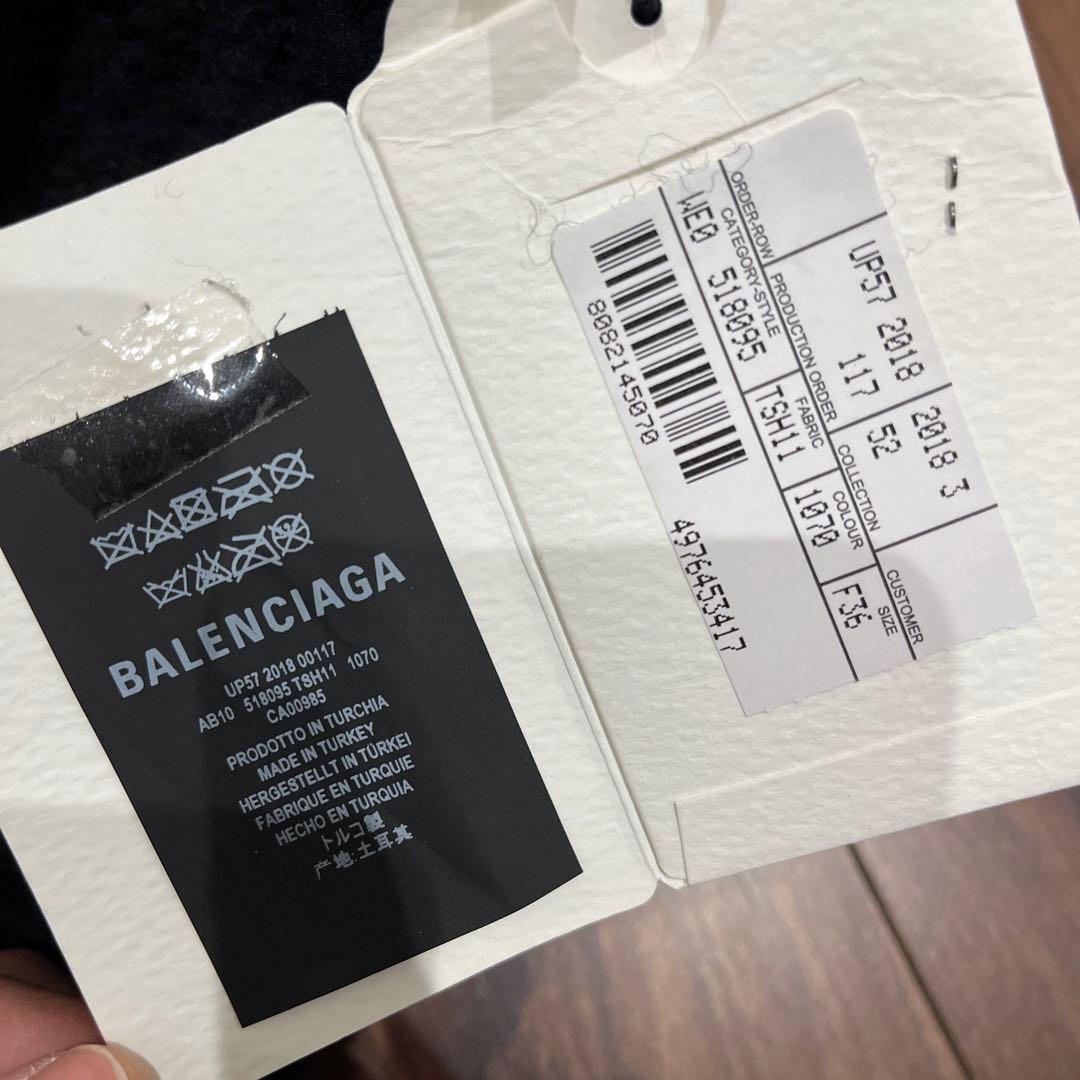 BALENCIAGA
UP57 2018 00117
AB10 518095 TSH11 1070
CA00985
PRODOTTO IN TURCHIA
MADE IN TURKEY
HERGESTELLT IN TÜRKEI
FABRIQUE EN TURQUIE
HECHO EN TURQUIA
トルコ製
产地:土耳其
UP57 2018 2018 3
117 52
ORDER-ROW PRODUCTION ORDER COLLECTION CUSTOMER
CATEGORY-STYLE FABRIC COLOUR SIZE
WE0 518095 TSH11 1070 F36
8082145070 4976453417